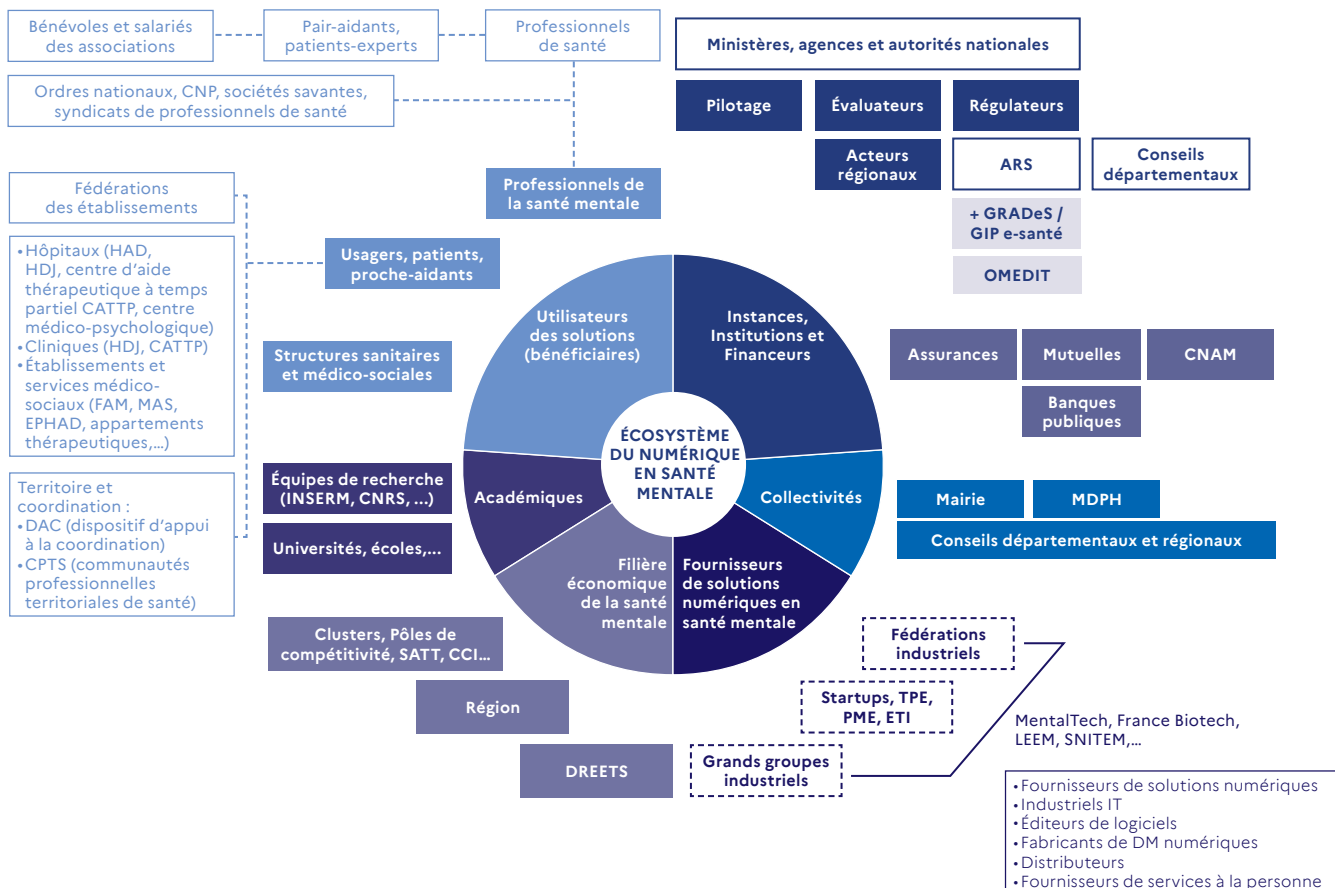 Bénévoles et salariés
des associations
Pair-aidants,
patients-experts
Professionnels
de santé
Ordres nationaux, CNP, sociétés savantes,
syndicats de professionnels de santé
Ministères, agences et autorités nationales
Pilotage
Évaluateurs
Régulateurs
Acteurs
régionaux
ARS
Conseils
départementaux
+ GRADeS /
GIP e-santé
OMEDIT
Professionnels de
la santé mentale
Fédérations
des établissements
Usagers, patients,
proche-aidants
•Hôpitaux (HAD,
HDJ, centre d'aide
thérapeutique à temps
partiel CATTP, centre
médico-psychologique)
•Cliniques (HDJ, CATTP)
•Établissements et
services médico-
sociaux (FAM, MAS,
EPHAD, appartements
thérapeutiques,…)
Structures sanitaires
et médico-sociales
Utilisateurs
des solutions
(bénéficiaires)
Instances,
Institutions et
Financeurs
Assurances
Mutuelles
CNAM
Banques
publiques
ÉCOSYSTÈME
DU NUMÉRIQUE
EN SANTÉ
MENTALE
Territoire et
coordination :
•DAC (dispositif d'appui
à la coordination)
•CPTS (communautés
professionnelles
territoriales de santé)
Équipes de recherche
(INSERM, CNRS, ...)
Universités, écoles,...
Académiques
Collectivités
Mairie
MDPH
Conseils départementaux et régionaux
Filière
économique
de la santé
mentale
Fournisseurs
de solutions
numériques en
santé mentale
Clusters, Pôles de
compétitivité, SATT, CCI…
Région
DREETS
Fédérations
industriels
Startups, TPE,
PME, ETI
Grands groupes
industriels
MentalTech, France Biotech,
LEEM, SNITEM,…
•Fournisseurs de solutions numériques
•Industriels IT
•Éditeurs de logiciels
•Fabricants de DM numériques
•Distributeurs
•Fournisseurs de services à la personne